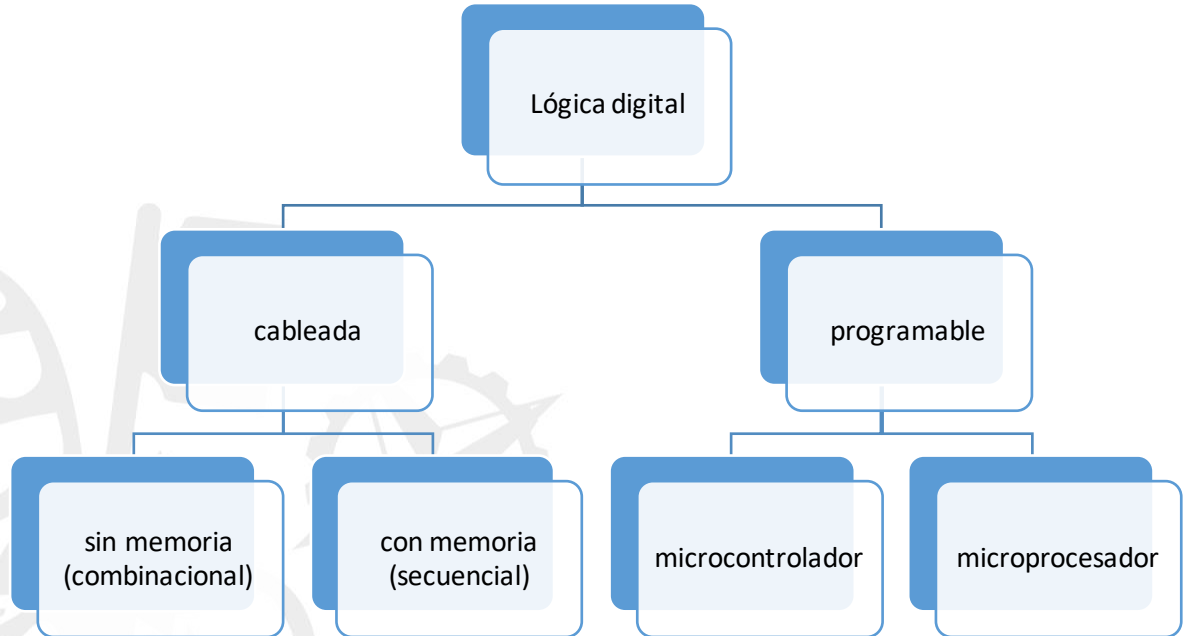 Lógica digital
cableada
programable
sin memoria
(combinacional)
con memoria
(secuencial)
microcontrolador
microprocesador